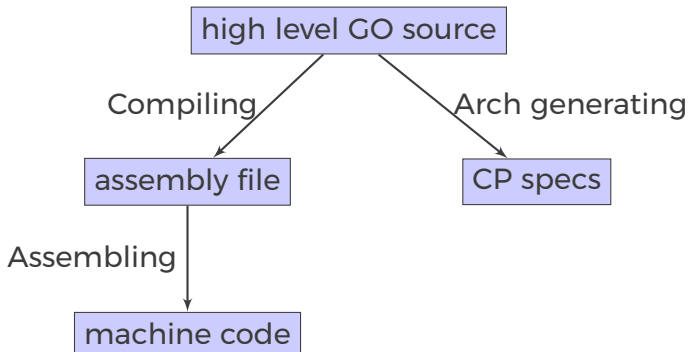 high level GO source
Compiling
Arch generating
assembly file
CP specs
Assembling
machine code